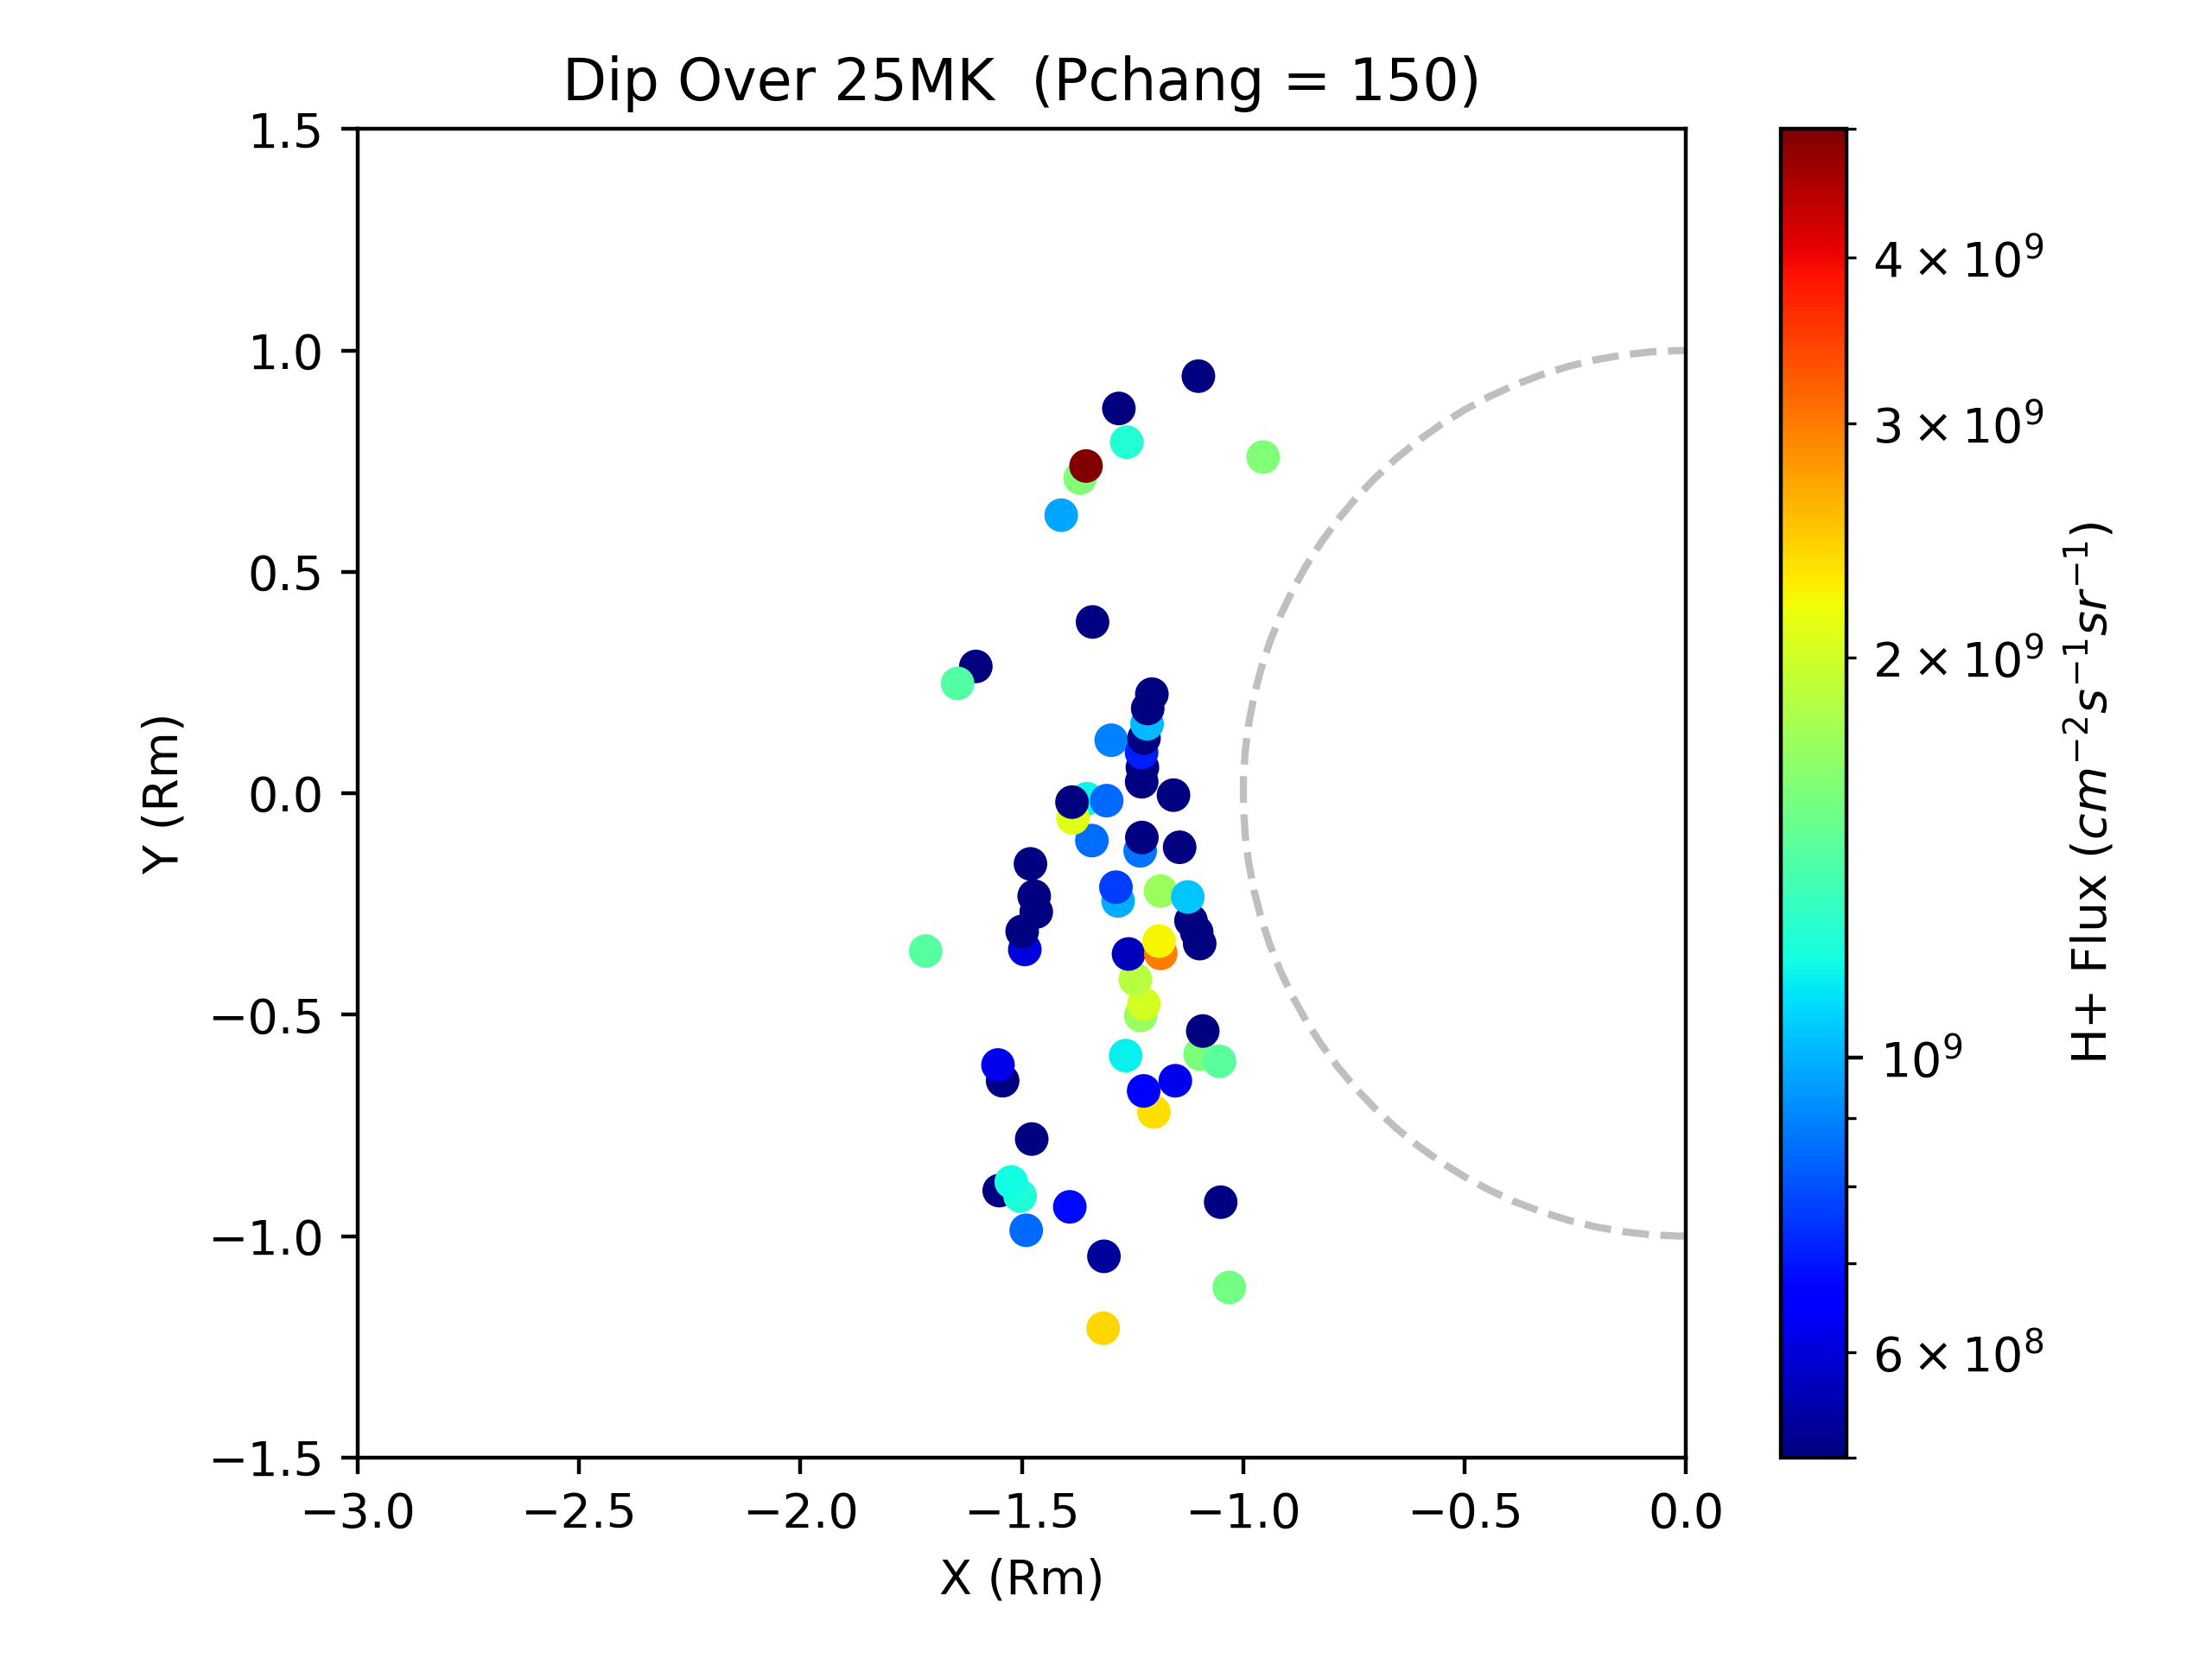 Dip Over 25MK  (Pchang = 150)
1.5
1.0
0.5
0.0
−0.5
−1.0
−1.5
Y (Rm)
−3.0 −2.5 −2.0 −1.5 −1.0 −0.5 0.0
X (Rm)
4 × 10⁹
3 × 10⁹
2 × 10⁹
10⁹
6 × 10⁸
H+ Flux (cm⁻²s⁻¹sr⁻¹)